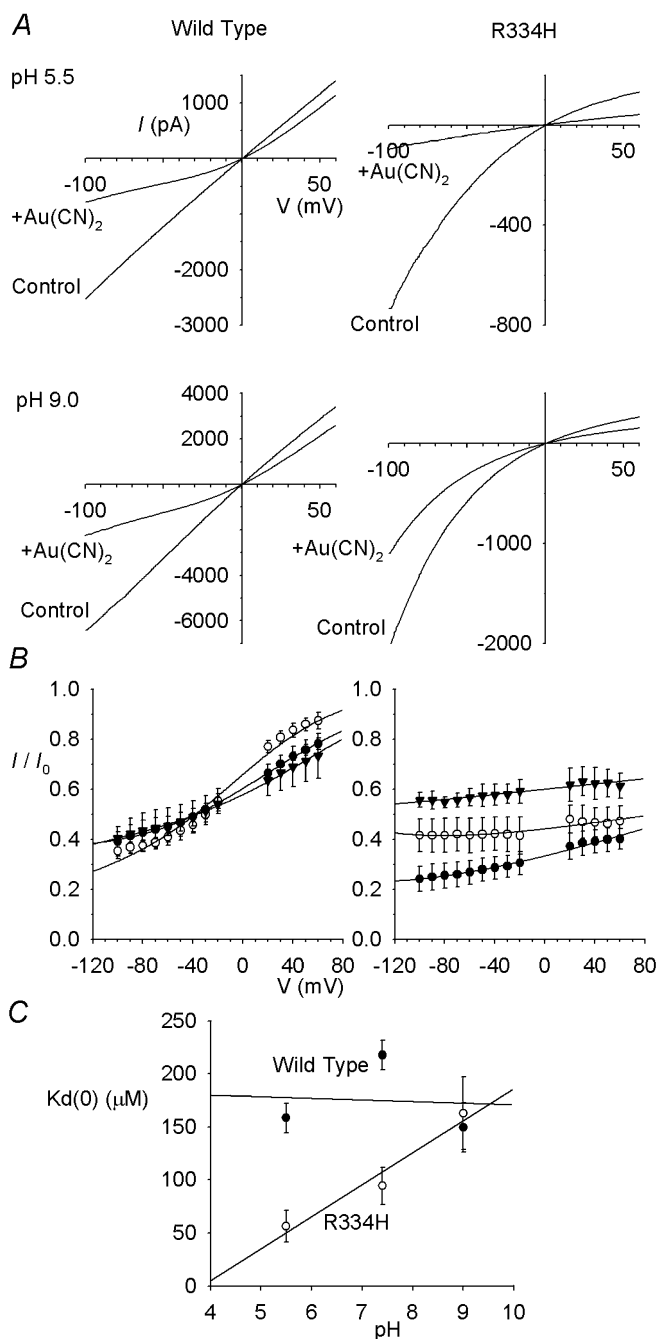 A
Wild Type
R334H
pH 5.5
1000
I (pA)
-100
50
+Au(CN)2
V (mV)
-2000
Control
-3000
-100
50
+Au(CN)2
-400
Control
-800
pH 9.0
4000
2000
-100
50
+Au(CN)2
-4000
Control
-6000
-100
50
+Au(CN)2
-1000
Control
-2000
B
1.0
I / I0
0.8
0.6
0.4
0.2
0.0
-120 -80 -40 0 40 80
V (mV)
1.0
0.8
0.6
0.4
0.2
0.0
-120 -80 -40 0 40 80
C
250
200
Kd(0) (µM)
150
100
50
0
Wild Type
R334H
4 5 6 7 8 9 10
pH